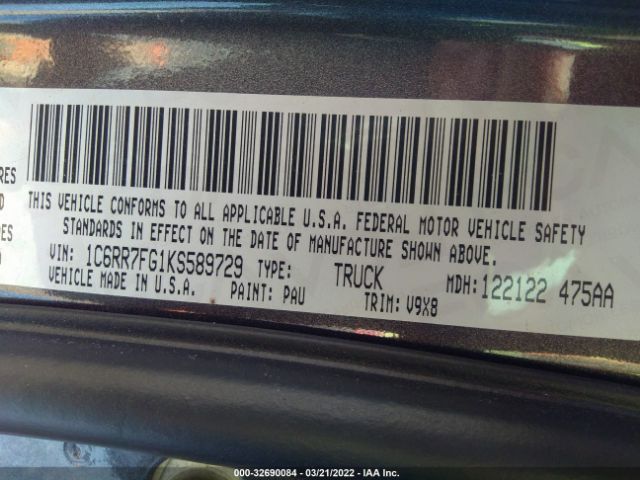 RES
THIS VEHICLE CONFORMS TO ALL APPLICABLE U.S.A. FEDERAL MOTOR VEHICLE SAFETY
STANDARDS IN EFFECT ON THE DATE OF MANUFACTURE SHOWN ABOVE.
VIN: 1C6RR7FG1KS589729 TYPE: TRUCK MDH: 122122 475AA
VEHICLE MADE IN U.S.A. PAINT: PAU TRIM: V9X8
000-32690084 - 03/21/2022 - IAA Inc.